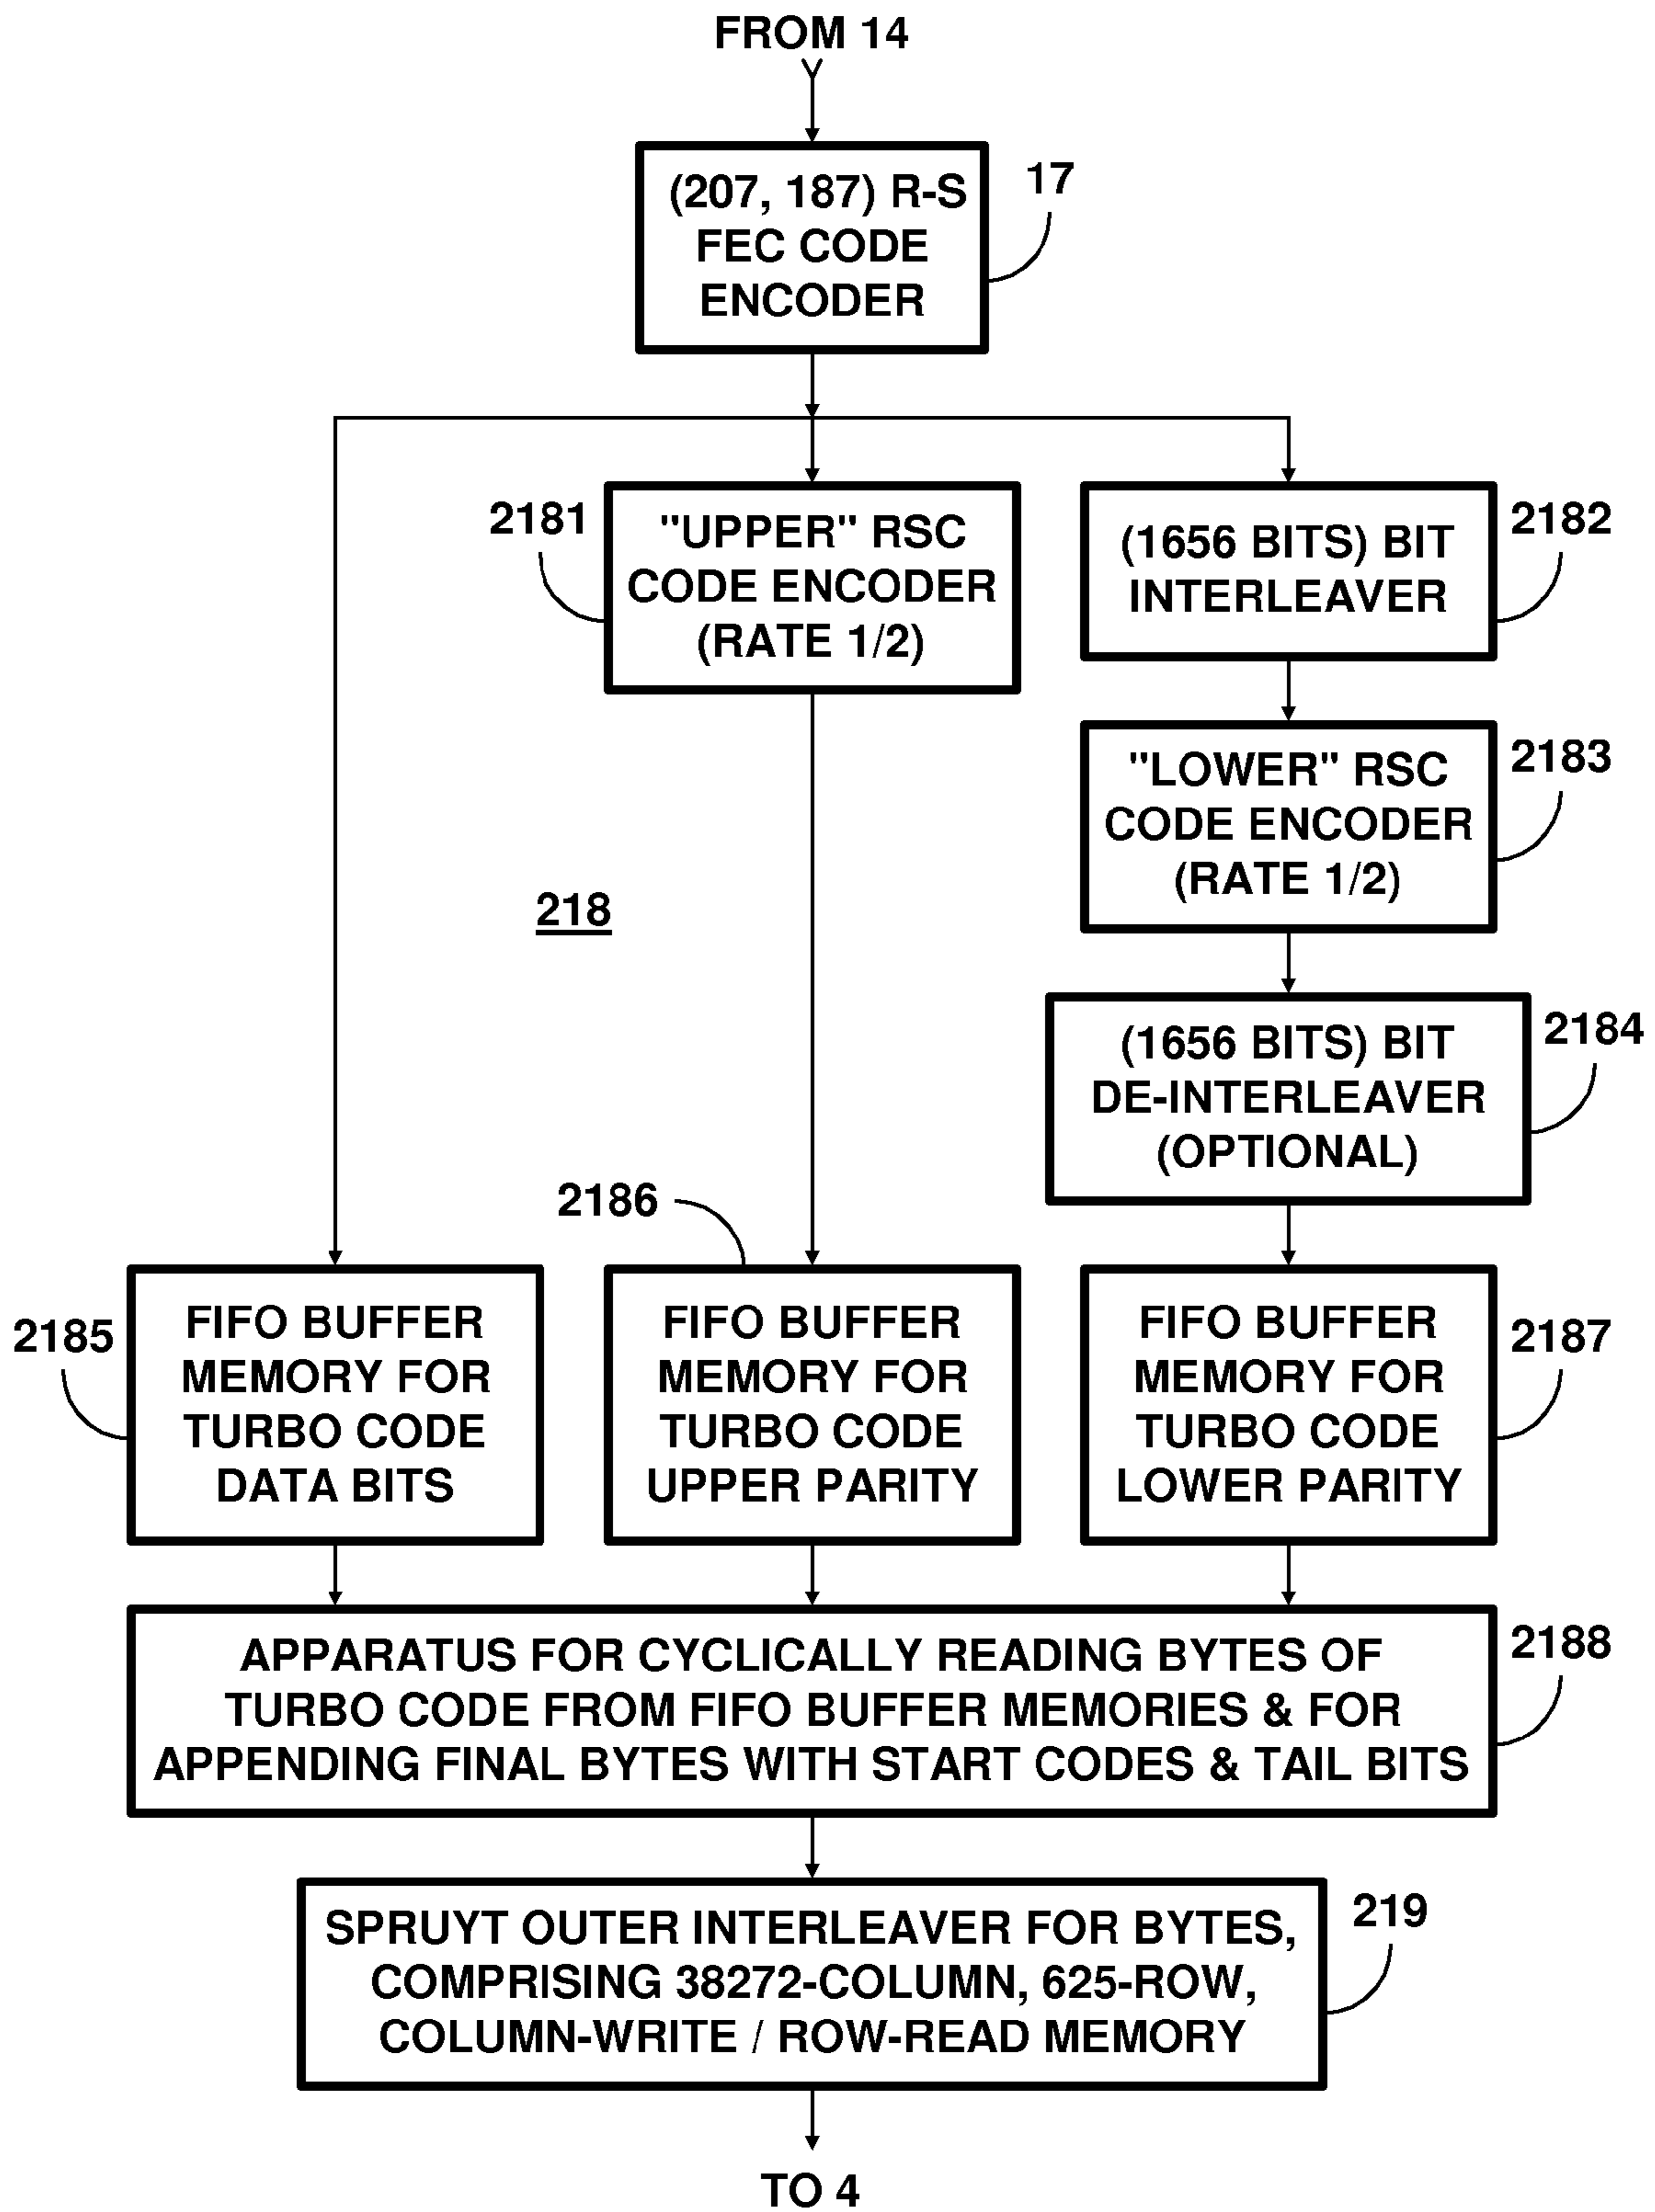 FROM 14
(207, 187) R-S
FEC CODE
ENCODER
17
2181
"UPPER" RSC
CODE ENCODER
(RATE 1/2)
(1656 BITS) BIT
INTERLEAVER
2182
"LOWER" RSC
CODE ENCODER
(RATE 1/2)
2183
218
(1656 BITS) BIT
DE-INTERLEAVER
(OPTIONAL)
2184
2185
FIFO BUFFER
MEMORY FOR
TURBO CODE
DATA BITS
2186
FIFO BUFFER
MEMORY FOR
TURBO CODE
UPPER PARITY
FIFO BUFFER
MEMORY FOR
TURBO CODE
LOWER PARITY
2187
APPARATUS FOR CYCLICALLY READING BYTES OF
TURBO CODE FROM FIFO BUFFER MEMORIES & FOR
APPENDING FINAL BYTES WITH START CODES & TAIL BITS
2188
SPRUYT OUTER INTERLEAVER FOR BYTES,
COMPRISING 38272-COLUMN, 625-ROW,
COLUMN-WRITE / ROW-READ MEMORY
219
TO 4